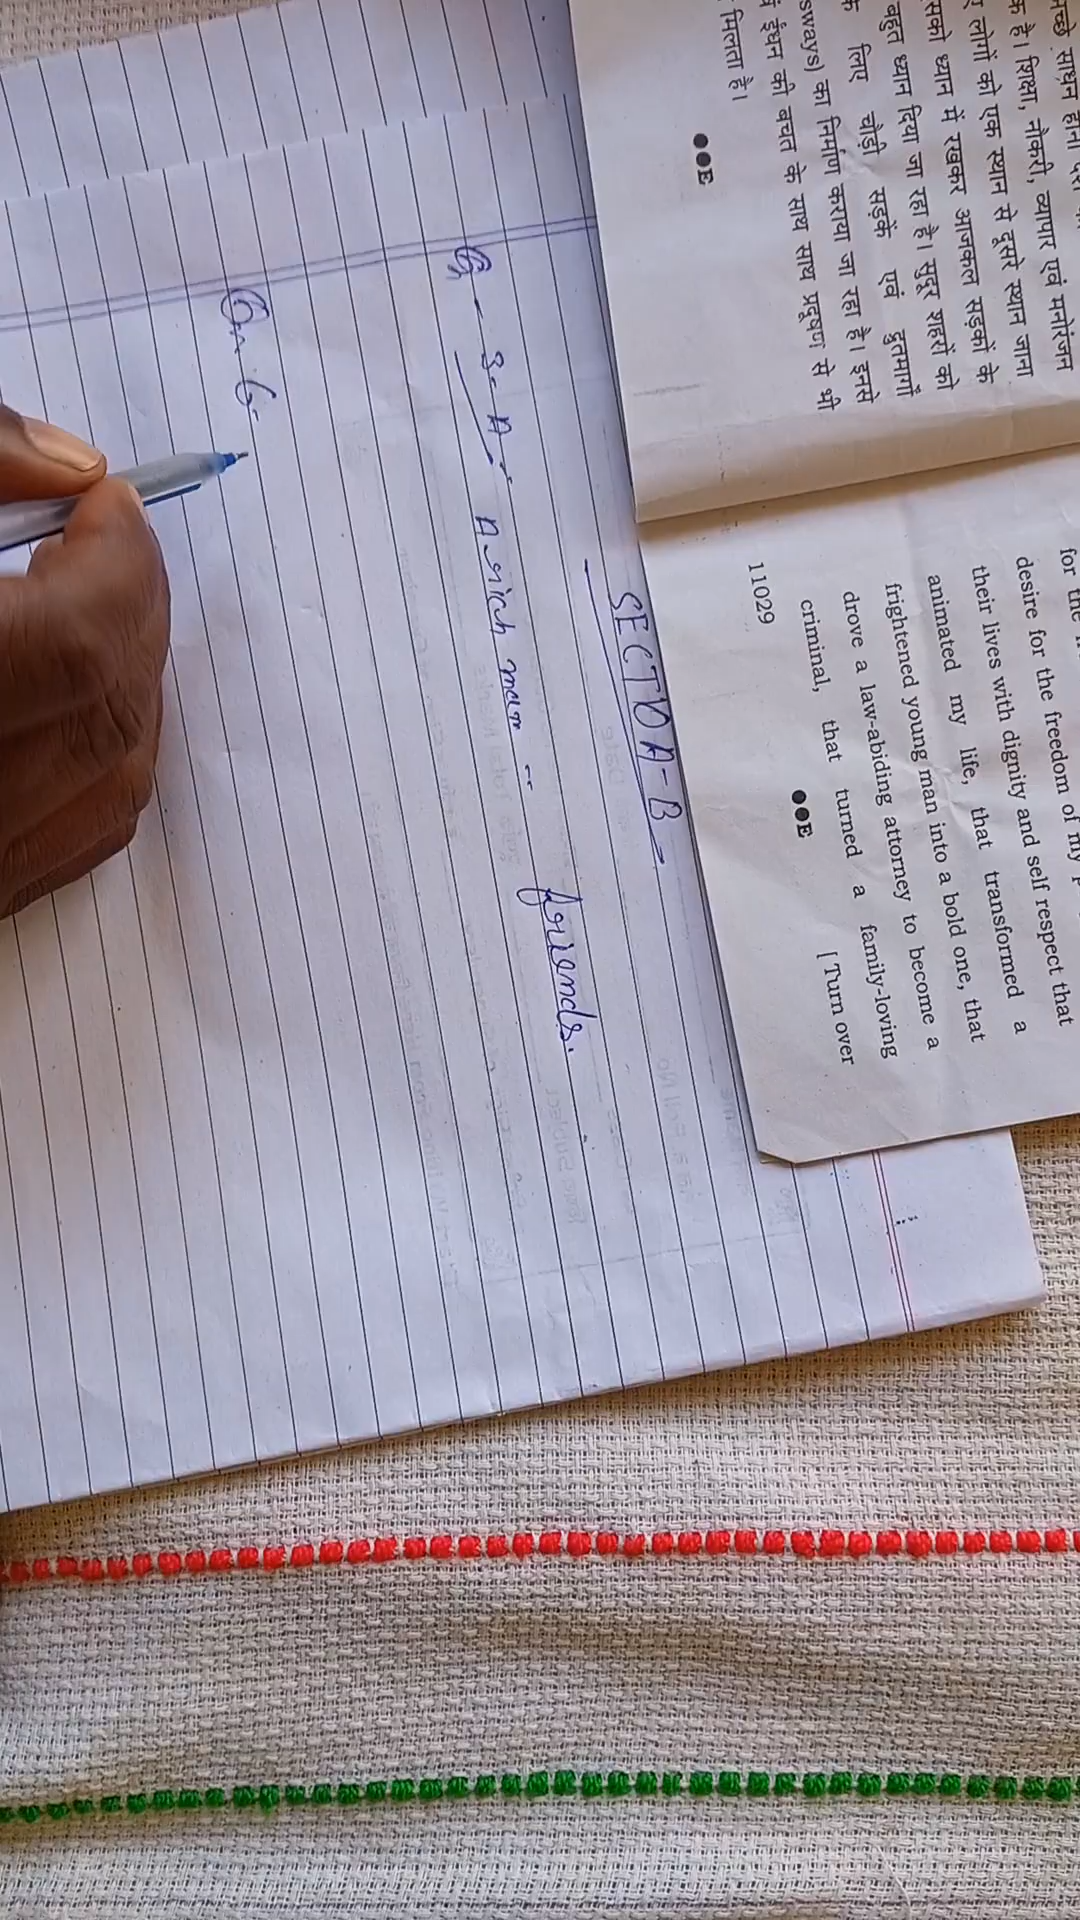 SECTION-B
Qn - 3 - A - A rich man -- friends.
Qn. 6-
च्छे साधन होना
क है। शिक्षा, नौकरी, व्यापार एवं मनोरंजन
लोगों को एक स्थान से दूसरे स्थान जाना
सको ध्यान में रखकर आजकल सड़कों के
बहुत ध्यान दिया जा रहा है। सुदूर शहरों को
के लिए चौड़ी सड़कें एवं द्रुतमार्गों
sways) का निर्माण कराया जा रहा है। इनसे
ईंधन की बचत के साथ साथ प्रदूषण से भी
मिलता है।
●●E
for the
desire for the freedom of my p
their lives with dignity and self respect that
animated my life, that transformed a
frightened young man into a bold one, that
drove a law-abiding attorney to become a
criminal, that turned a family-loving
11029 ●●E [ Turn over